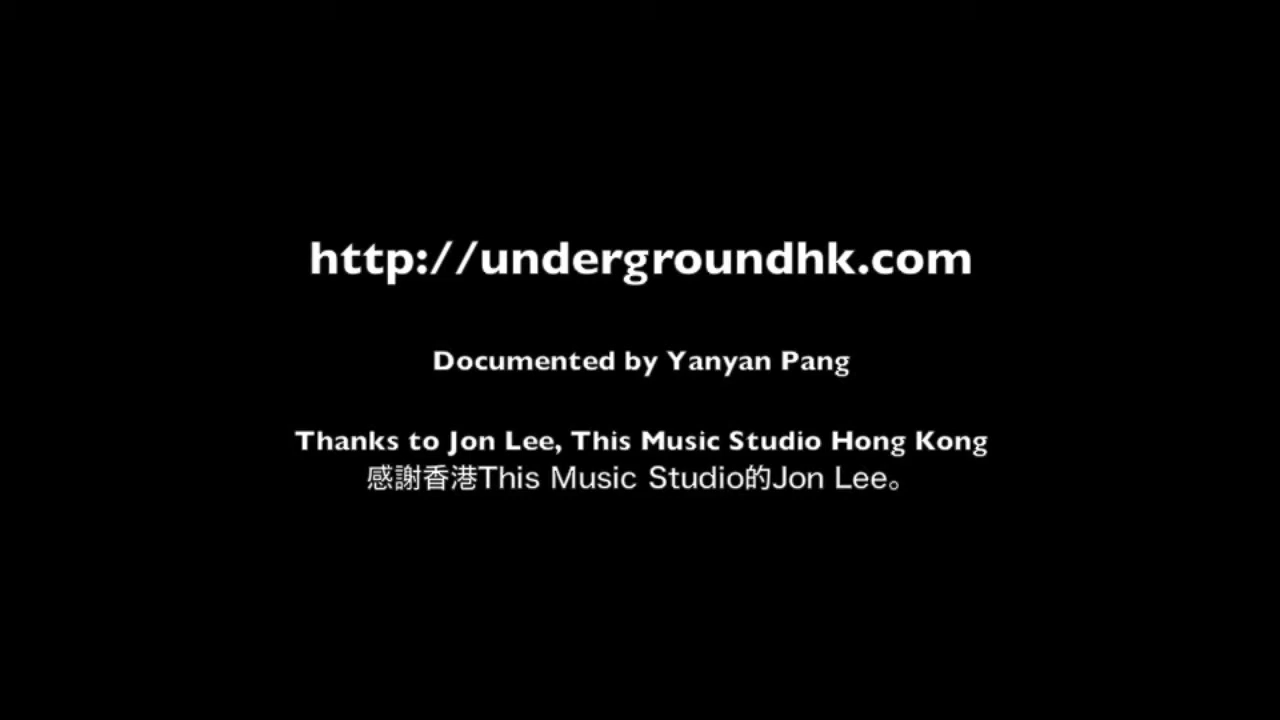 http://undergroundhk.com
Documented by Yanyan Pang
Thanks to Jon Lee, This Music Studio Hong Kong
感謝香港This Music Studio的Jon Lee。